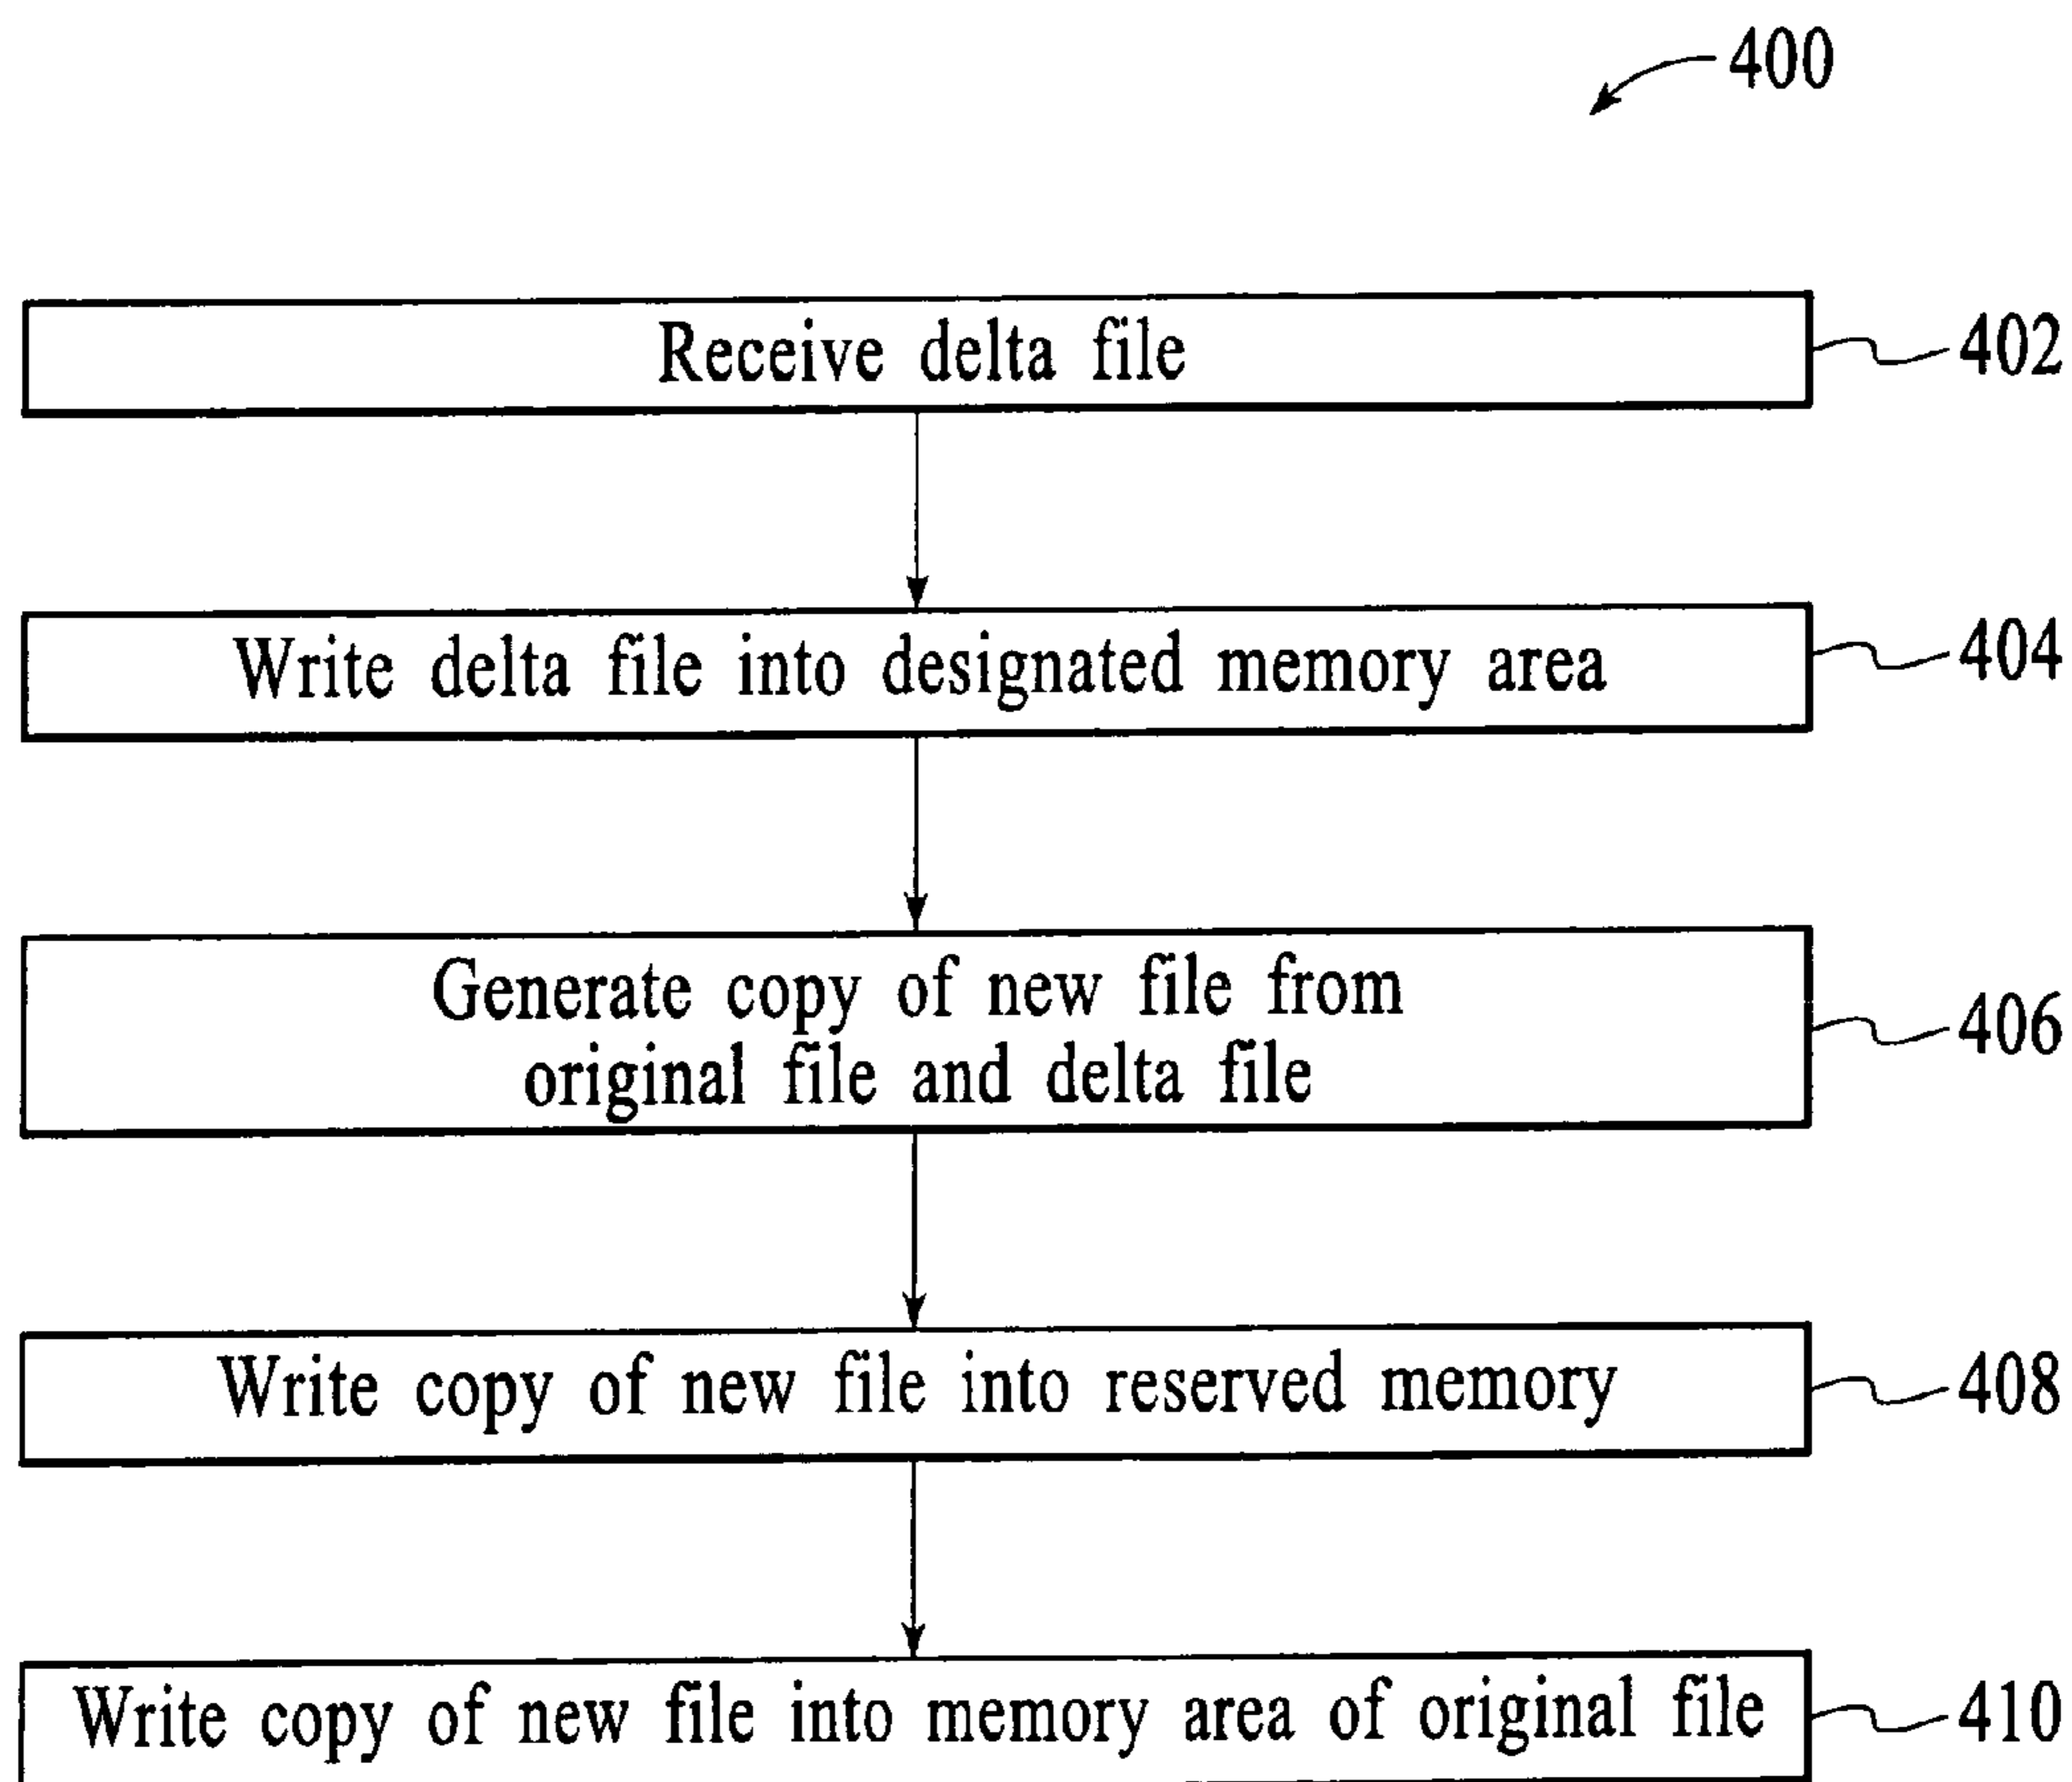 400
Receive delta file
402
Write delta file into designated memory area
404
Generate copy of new file from
original file and delta file
406
Write copy of new file into reserved memory
408
Write copy of new file into memory area of original file
410